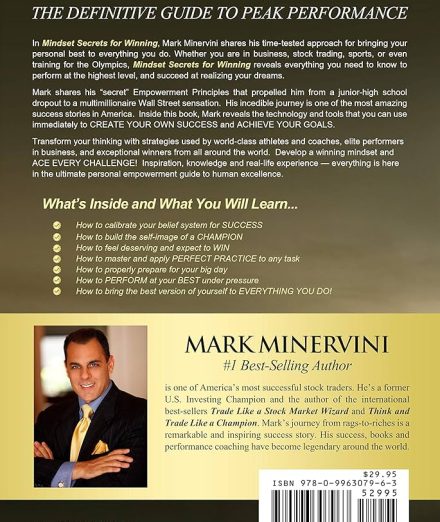 THE DEFINITIVE GUIDE TO PEAK PERFORMANCE
In Mindset Secrets for Winning, Mark Minervini shares his time-tested approach for bringing your
personal best to everything you do. Whether you are in business, stock trading, sports, or even
training for the Olympics, Mindset Secrets for Winning reveals everything you need to know to
perform at the highest level, and succeed at realizing your dreams.
Mark shares his "secret" Empowerment Principles that propelled him from a junior-high school
dropout to a multimillionaire Wall Street sensation. His incedible journey is one of the most amazing
success stories in America. Inside this book, Mark reveals the technology and tools that you can use
immediately to CREATE YOUR OWN SUCCESS and ACHIEVE YOUR GOALS.
Transform your thinking with strategies used by world-class athletes and coaches, elite performers
in business, and exceptional winners from all around the world. Develop a winning mindset and
ACE EVERY CHALLENGE! Inspiration, knowledge and real-life experience — everything is here
in the ultimate personal empowerment guide to human excellence.
What's Inside and What You Will Learn...
How to calibrate your belief system for SUCCESS
How to build the self-image of a CHAMPION
How to feel deserving and expect to WIN
How to master and apply PERFECT PRACTICE to any task
How to properly prepare for your big day
How to PERFORM at your BEST under pressure
How to bring the best version of yourself to EVERYTHING YOU DO!
MARK MINERVINI
#1 Best-Selling Author
is one of America's most successful stock traders. He's a former
U.S. Investing Champion and the author of the international
best-sellers Trade Like a Stock Market Wizard and Think and
Trade Like a Champion. Mark's journey from rags-to-riches is a
remarkable and inspiring success story. His success, books and
performance coaching have become legendary around the world.
$29.95
ISBN 978-0-9963079-6-3
52995